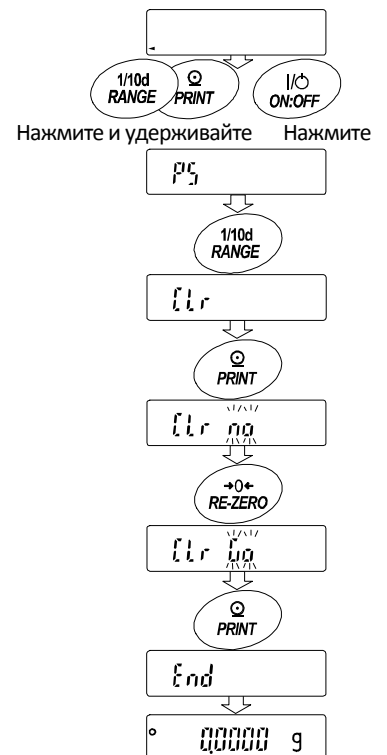 1/10d RANGE PRINT I/⏻ ON:OFF
Нажмите и удерживайте Нажмите
PS
1/10d
RANGE
CLr
PRINT
CLr no
→0←
RE-ZERO
CLr Go
PRINT
End
0.0000 g